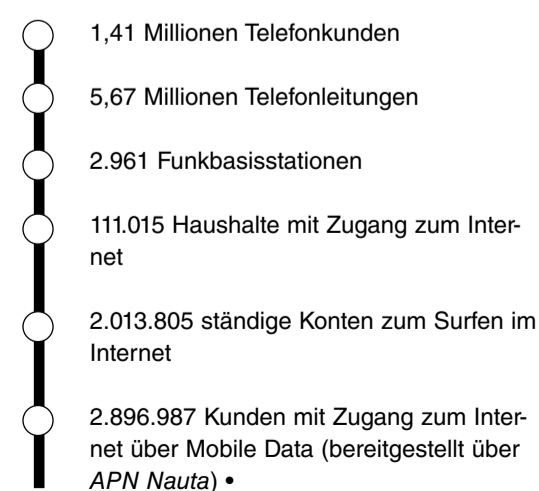 1,41 Millionen Telefonkunden
5,67 Millionen Telefonleitungen
2.961 Funkbasisstationen
111.015 Haushalte mit Zugang zum Inter-
net
2.013.805 ständige Konten zum Surfen im
Internet
2.896.987 Kunden mit Zugang zum Inter-
net über Mobile Data (bereitgestellt über
APN Nauta) •